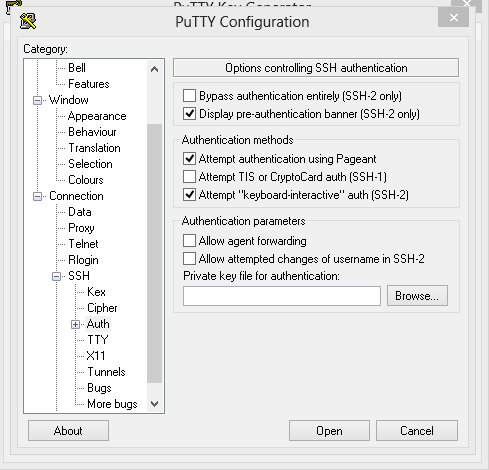 PuTTY Key Generator
PuTTY Configuration
Category:
Bell
Features
Window
Appearance
Behaviour
Translation
Selection
Colours
Connection
Data
Proxy
Telnet
Rlogin
SSH
Kex
Cipher
Auth
TTY
X11
Tunnels
Bugs
More bugs
Options controlling SSH authentication
Bypass authentication entirely (SSH-2 only)
Display pre-authentication banner (SSH-2 only)
Authentication methods
Attempt authentication using Pageant
Attempt TIS or CryptoCard auth (SSH-1)
Attempt "keyboard-interactive" auth (SSH-2)
Authentication parameters
Allow agent forwarding
Allow attempted changes of username in SSH-2
Private key file for authentication:
Browse...
About
Open
Cancel